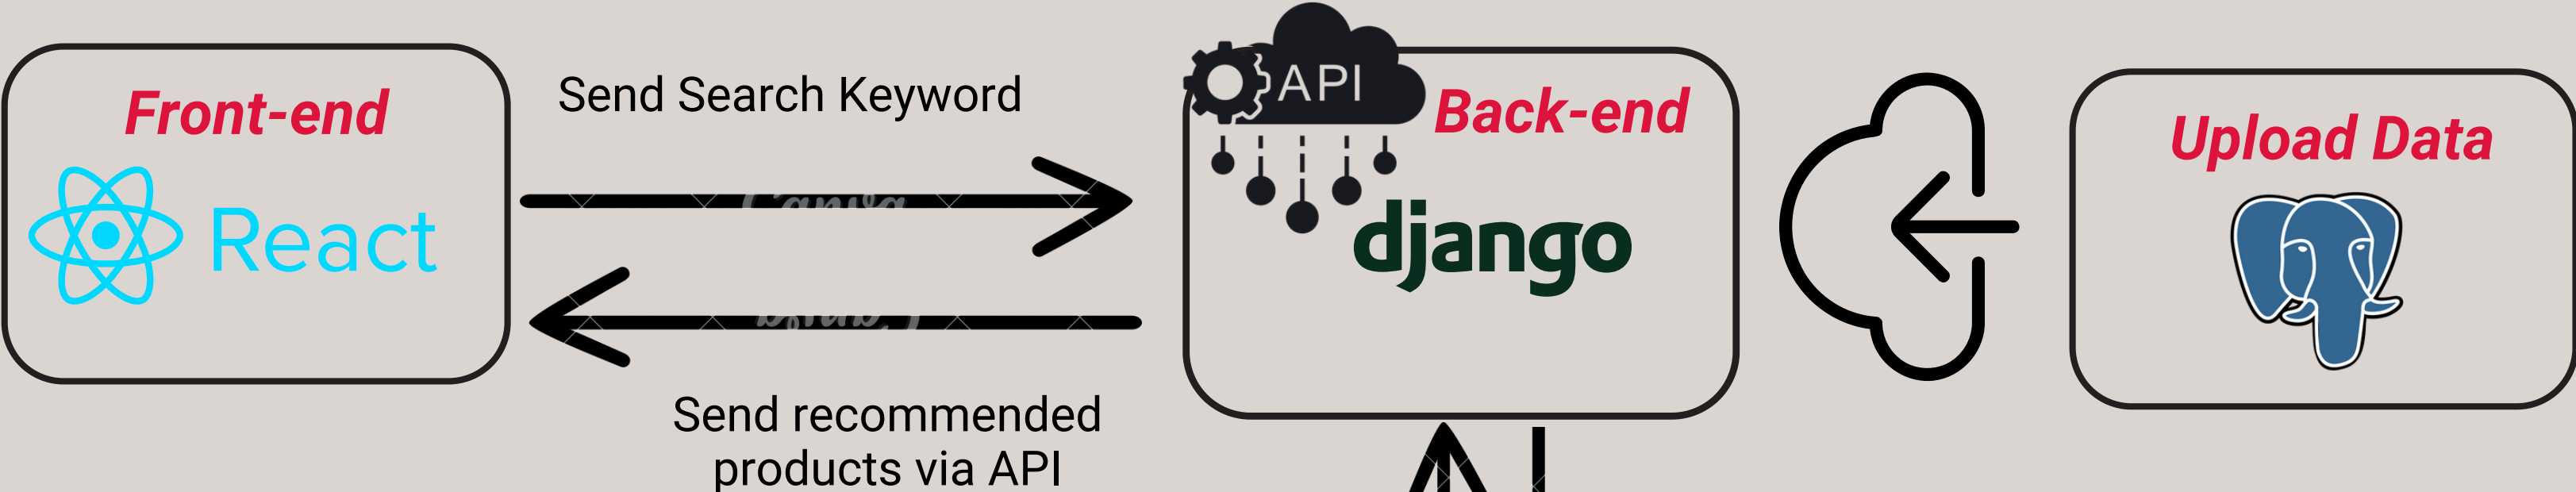 Front-end
React
Send Search Keyword
Send recommended
products via API
API
Back-end
django
Upload Data